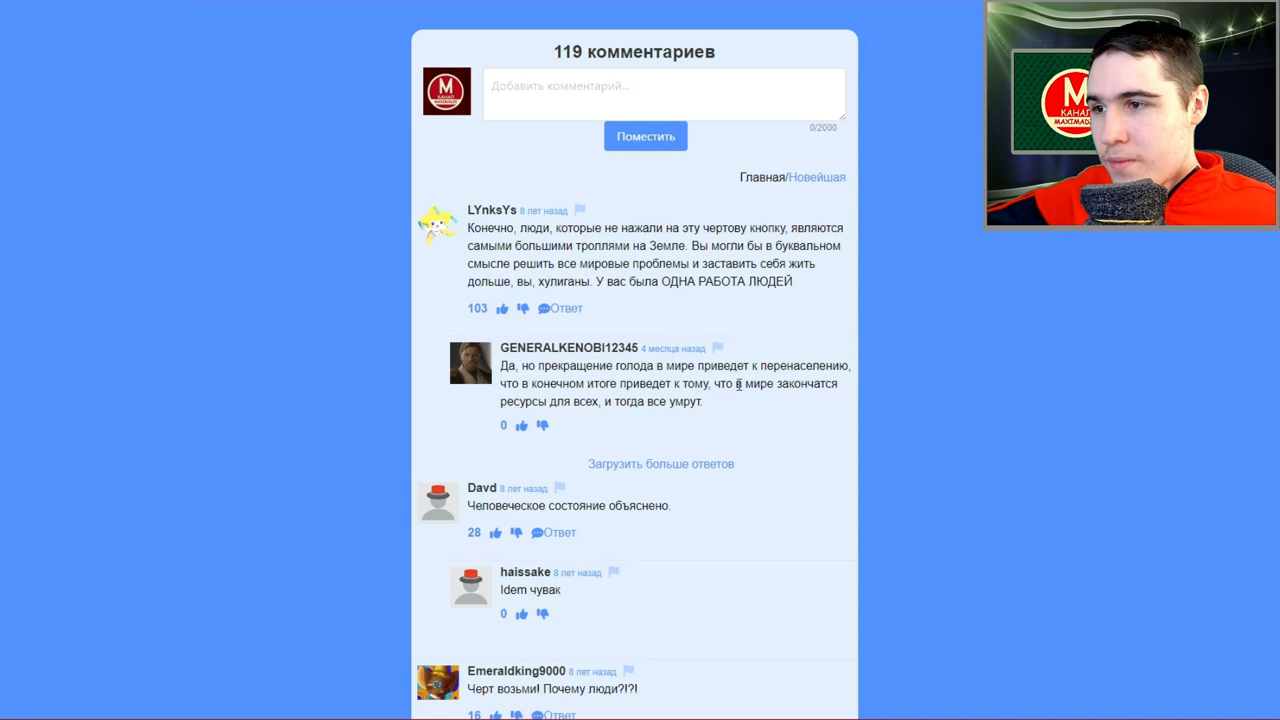 119 комментариев
М
КАНАЛ
MAXIMADI
Добавить комментарий...
0/2000
Поместить
Главная/Новейшая
LYnksYs 8 лет назад
Конечно, люди, которые не нажали на эту чертову кнопку, являются
самыми большими троллями на Земле. Вы могли бы в буквальном
смысле решить все мировые проблемы и заставить себя жить
дольше, вы, хулиганы. У вас была ОДНА РАБОТА ЛЮДЕЙ
103 Ответ
GENERALKENOBI12345 4 месяца назад
Да, но прекращение голода в мире приведет к перенаселению,
что в конечном итоге приведет к тому, что в мире закончатся
ресурсы для всех, и тогда все умрут.
0
Загрузить больше ответов
Davd 8 лет назад
Человеческое состояние объяснено.
28 Ответ
haissake 8 лет назад
Idem чувак
0
Emeraldking9000 8 лет назад
Черт возьми! Почему люди?!?!
16 Ответ